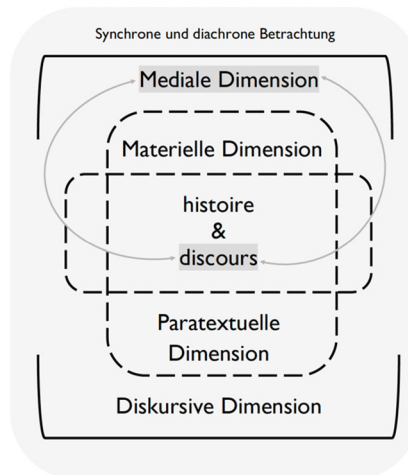 Synchrone und diachrone Betrachtung
Mediale Dimension
Materielle Dimension
histoire
&
discours
Paratextuelle
Dimension
Diskursive Dimension